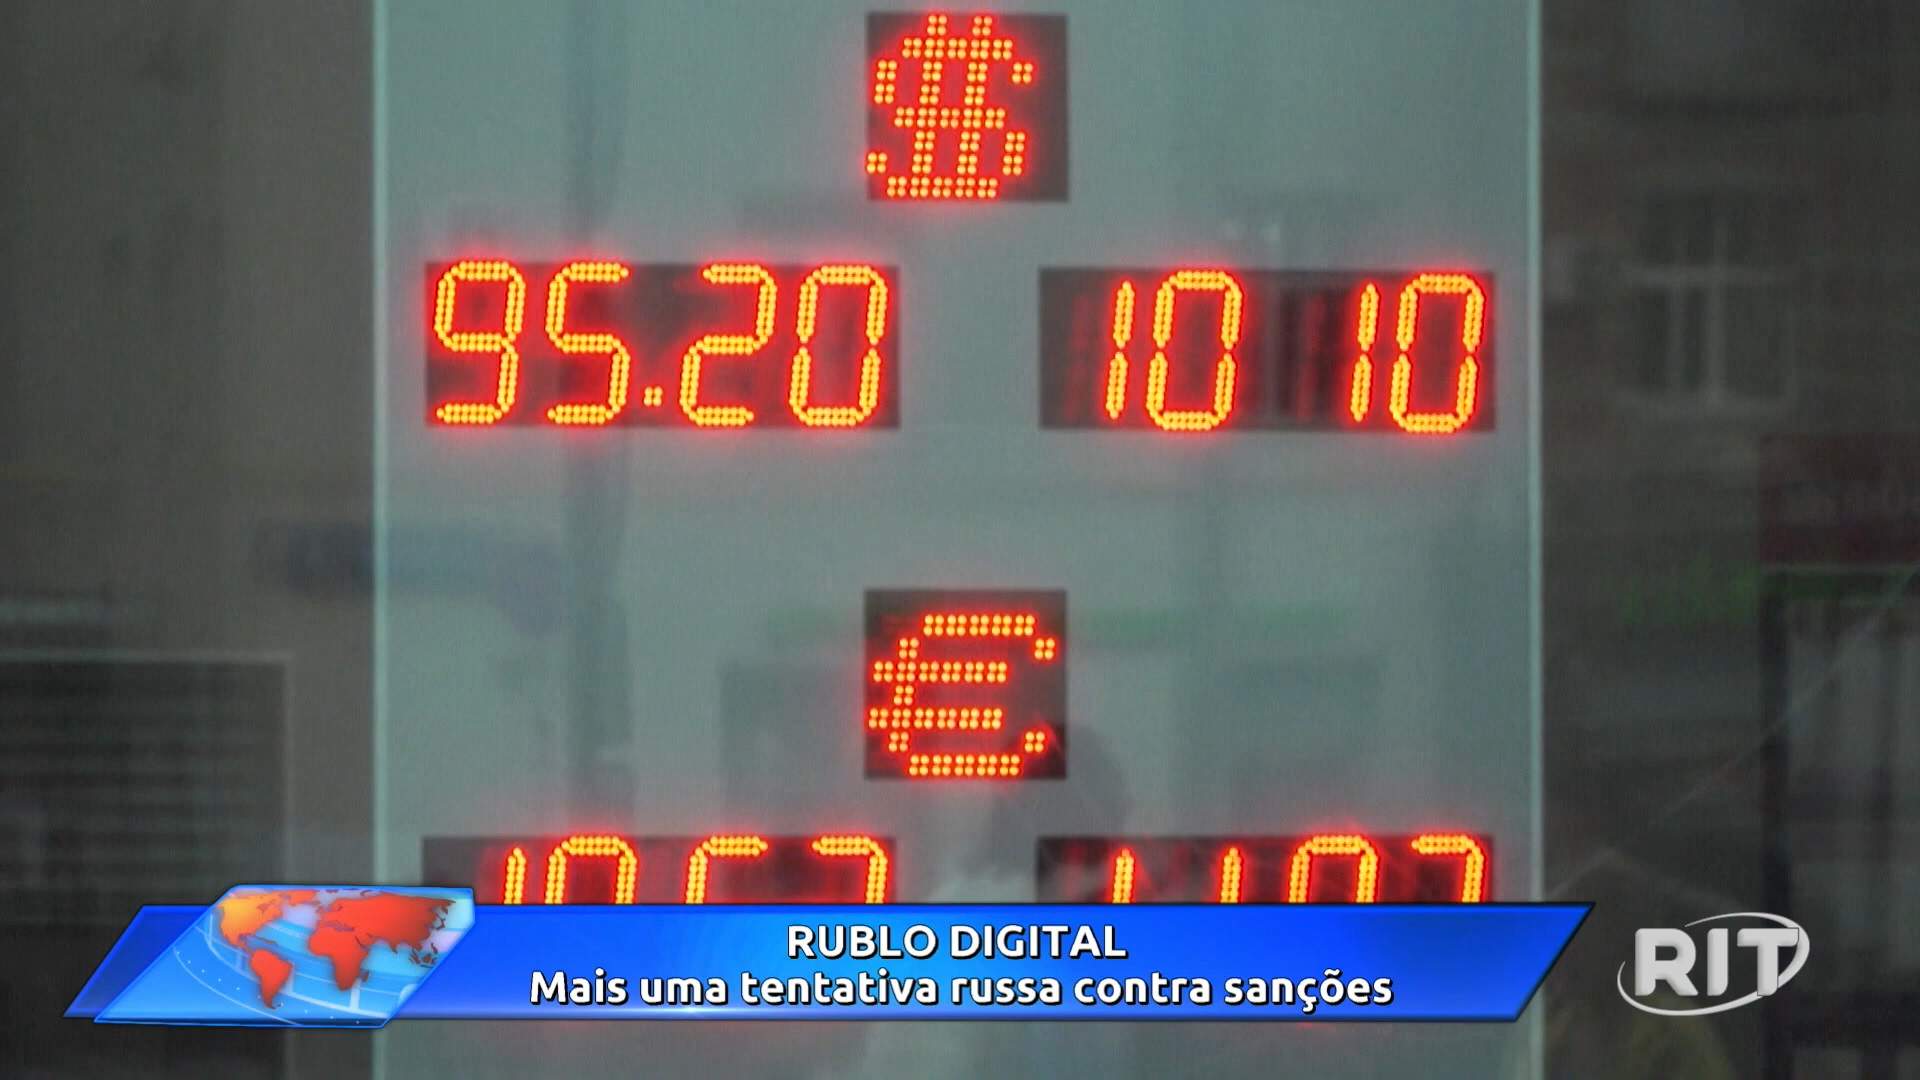 $
95.20 10 10
€
RUBLO DIGITAL
Mais uma tentativa russa contra sanções
RIT